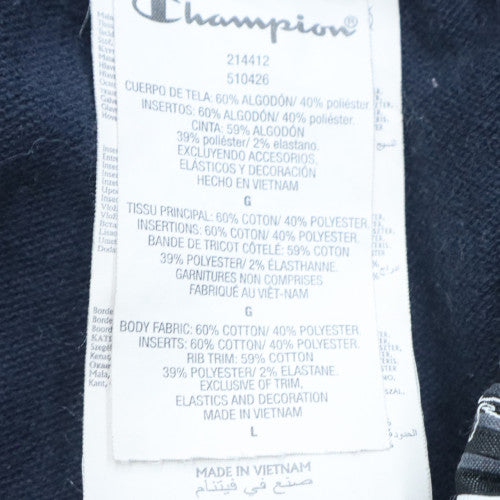 Champion®
214412
510426
CUERPO DE TELA: 60% ALGODÓN/ 40% poliéster
INSERTOS: 60% ALGODÓN/ 40% poliéster.
CINTA: 59% ALGODÓN
39% poliéster/ 2% elastano.
EXCLUYENDO ACCESORIOS,
ELÁSTICOS Y DECORACIÓN
HECHO EN VIETNAM
G
TISSU PRINCIPAL: 60% COTON/ 40% POLYESTER
INSERTIONS: 60% COTON/ 40% POLYESTER.
BANDE DE TRICOT CÔTELÉ: 59% COTON
39% POLYESTER/ 2% ÉLASTHANNE.
GARNITURES NON COMPRISES
FABRIQUÉ AU VIÊT-NAM
G
BODY FABRIC: 60% COTTON/ 40% POLYESTER
INSERTS: 60% COTTON/ 40% POLYESTER.
RIB TRIM: 59% COTTON
39% POLYESTER/ 2% ELASTANE.
EXCLUSIVE OF TRIM,
ELASTICS AND DECORATION
MADE IN VIETNAM
L
MADE IN VIETNAM
صنع في فيتنام